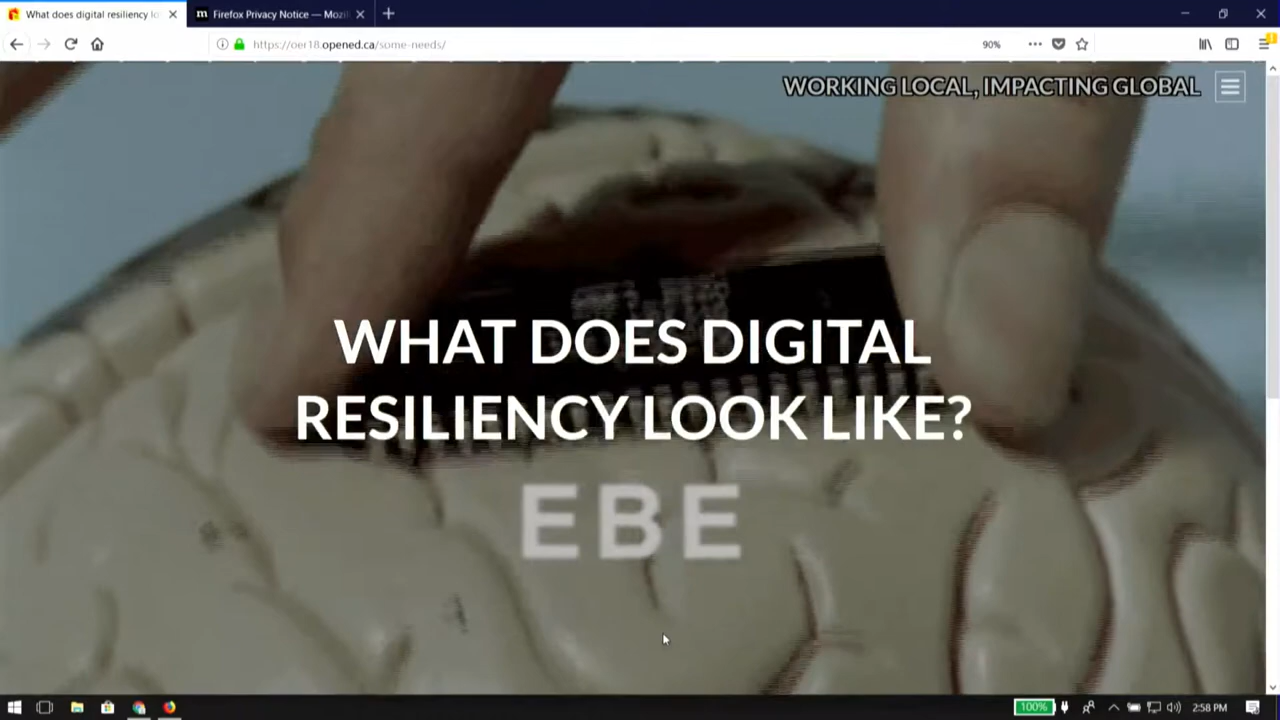 What does digital resiliency lo
Firefox Privacy Notice — Mozil
https://oer18.opened.ca/some-needs/
90%
WORKING LOCAL, IMPACTING GLOBAL
WHAT DOES DIGITAL
RESILIENCY LOOK LIKE?
EBE
100%
2:58 PM